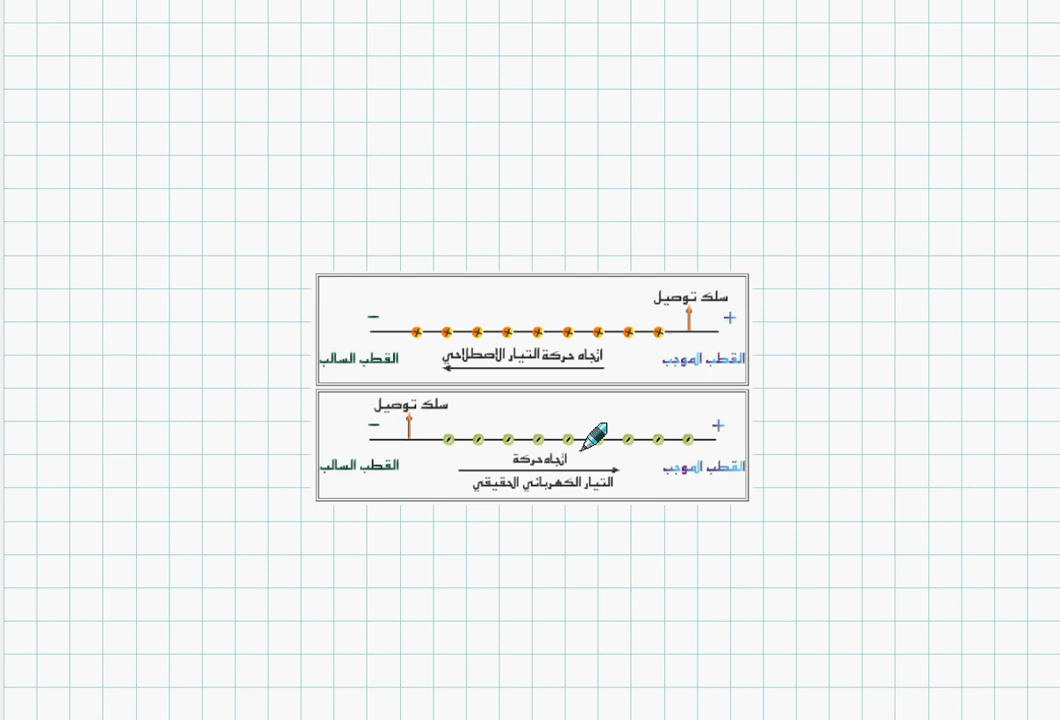 سلك توصيل
− +
القطب الموجب اتجاه حركة التيار الاصطلاحي القطب السالب
سلك توصيل
− +
القطب الموجب اتجاه حركة القطب السالب
التيار الكهربائي الحقيقي